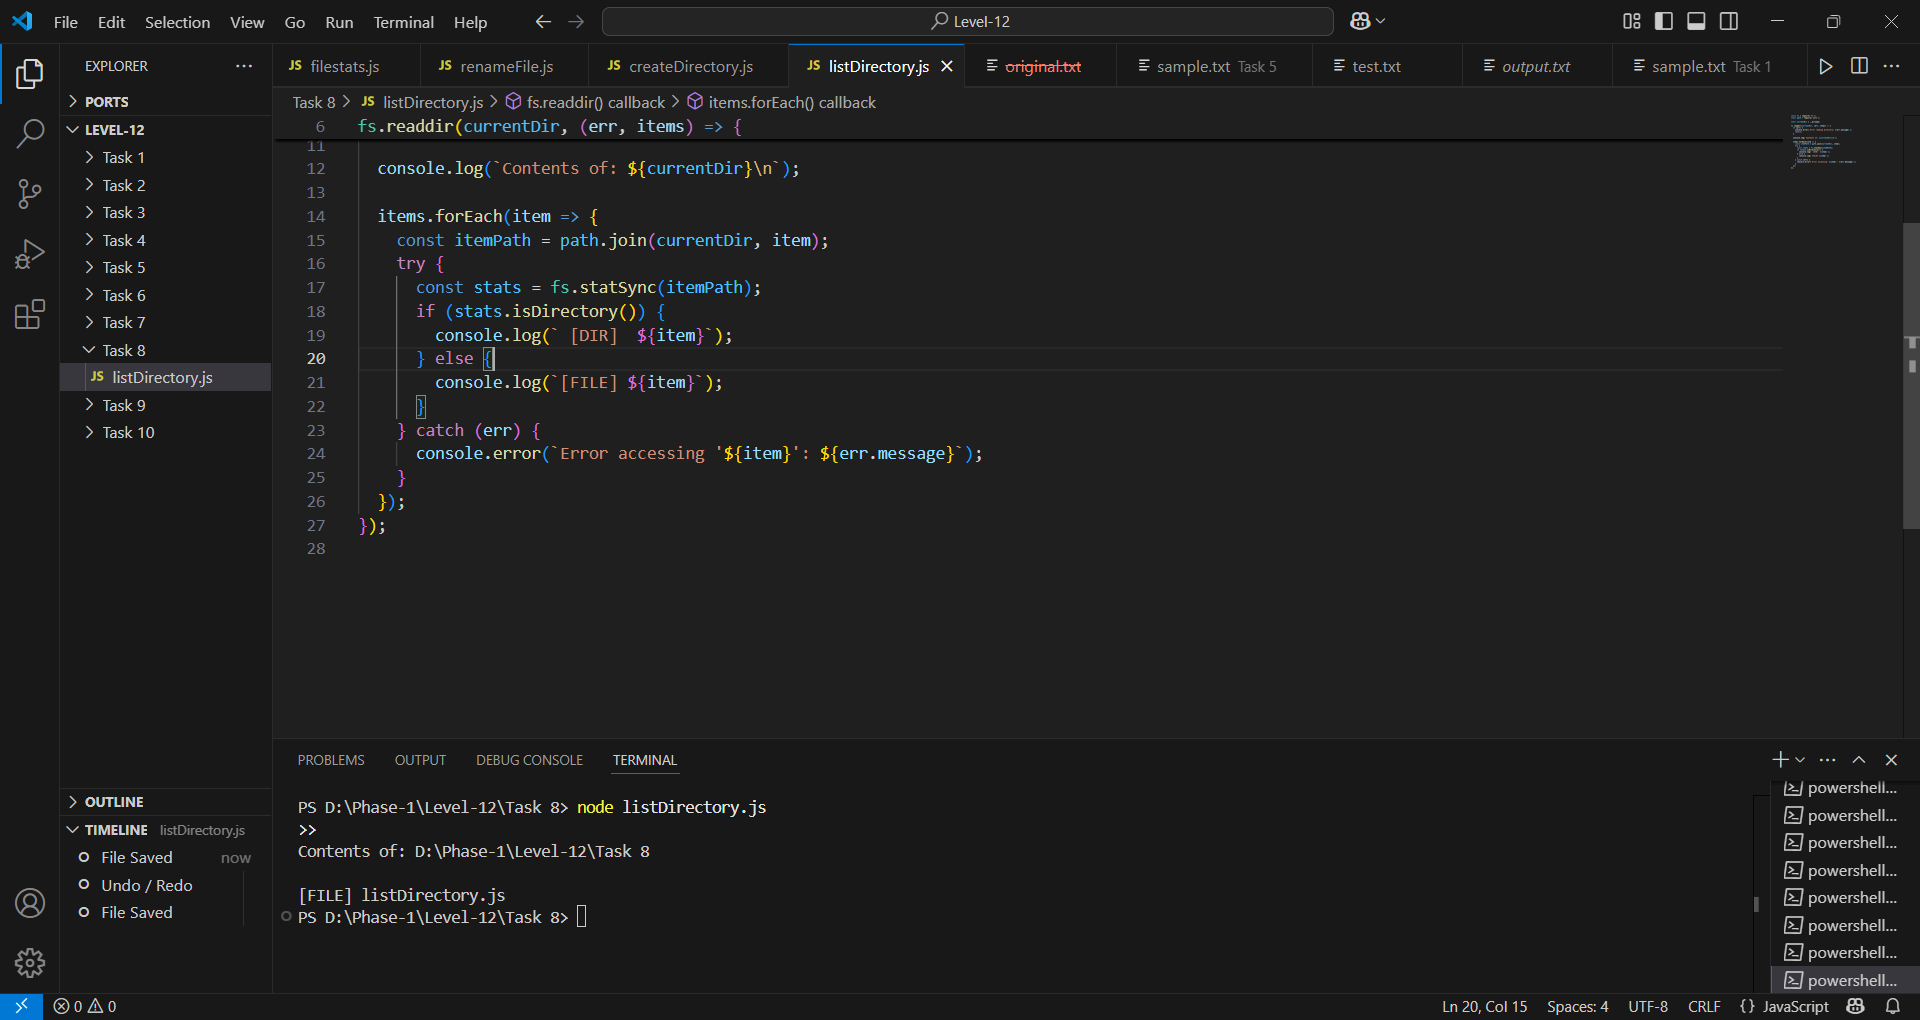 File Edit Selection View Go Run Terminal Help
Level-12
EXPLORER
PORTS
LEVEL-12
Task 1
Task 2
Task 3
Task 4
Task 5
Task 6
Task 7
Task 8
JS listDirectory.js
Task 9
Task 10
OUTLINE
TIMELINE listDirectory.js
File Saved now
Undo / Redo
File Saved
JS filestats.js JS renameFile.js JS createDirectory.js JS listDirectory.js original.txt sample.txt Task 5 test.txt output.txt sample.txt Task 1
Task 8 > JS listDirectory.js > fs.readdir() callback > items.forEach() callback
6 fs.readdir(currentDir, (err, items) => {
11
12 console.log(`Contents of: ${currentDir}\n`);
13
14 items.forEach(item => {
15 const itemPath = path.join(currentDir, item);
16 try {
17 const stats = fs.statSync(itemPath);
18 if (stats.isDirectory()) {
19 console.log(` [DIR]  ${item}`);
20 } else {
21 console.log(`[FILE] ${item}`);
22 }
23 } catch (err) {
24 console.error(`Error accessing '${item}': ${err.message}`);
25 }
26 });
27 });
28
PROBLEMS OUTPUT DEBUG CONSOLE TERMINAL
PS D:\Phase-1\Level-12\Task 8> node listDirectory.js
>>
Contents of: D:\Phase-1\Level-12\Task 8
[FILE] listDirectory.js
PS D:\Phase-1\Level-12\Task 8>
powershell...
powershell...
powershell...
powershell...
powershell...
powershell...
powershell...
powershell...
0 0
Ln 20, Col 15 Spaces: 4 UTF-8 CRLF {} JavaScript